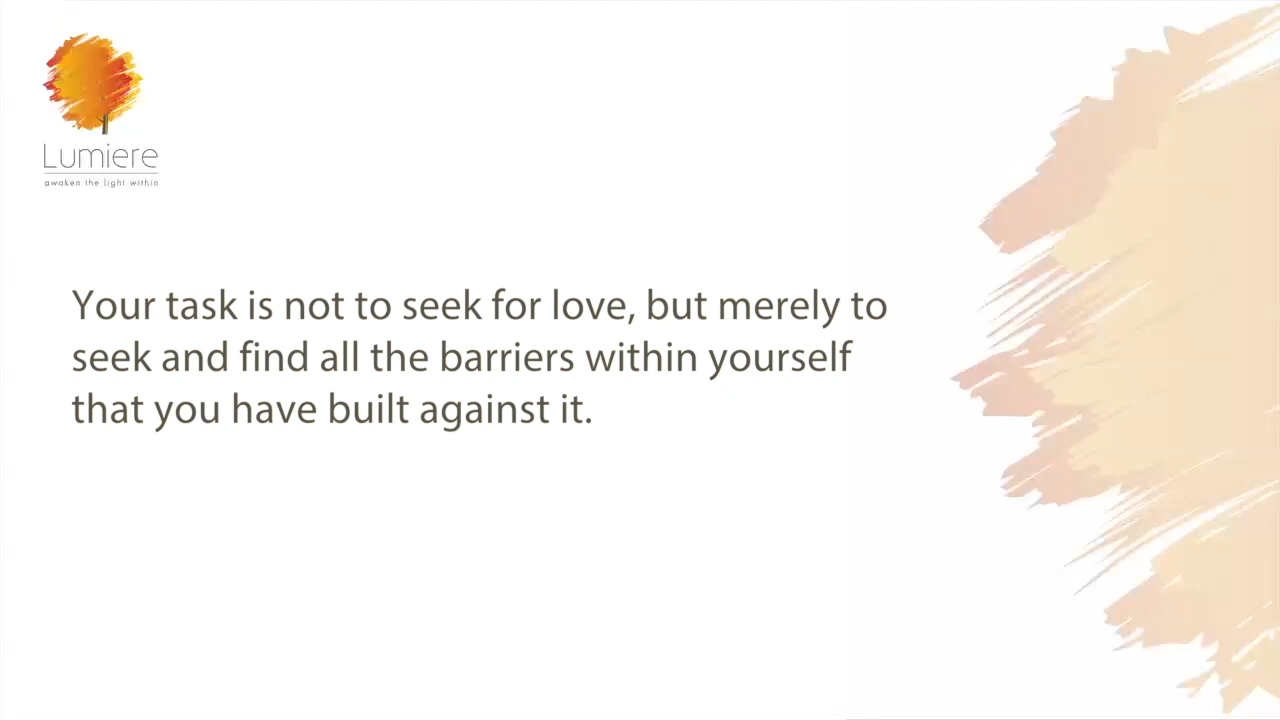 Lumiere
awaken the light within
Your task is not to seek for love, but merely to
seek and find all the barriers within yourself
that you have built against it.